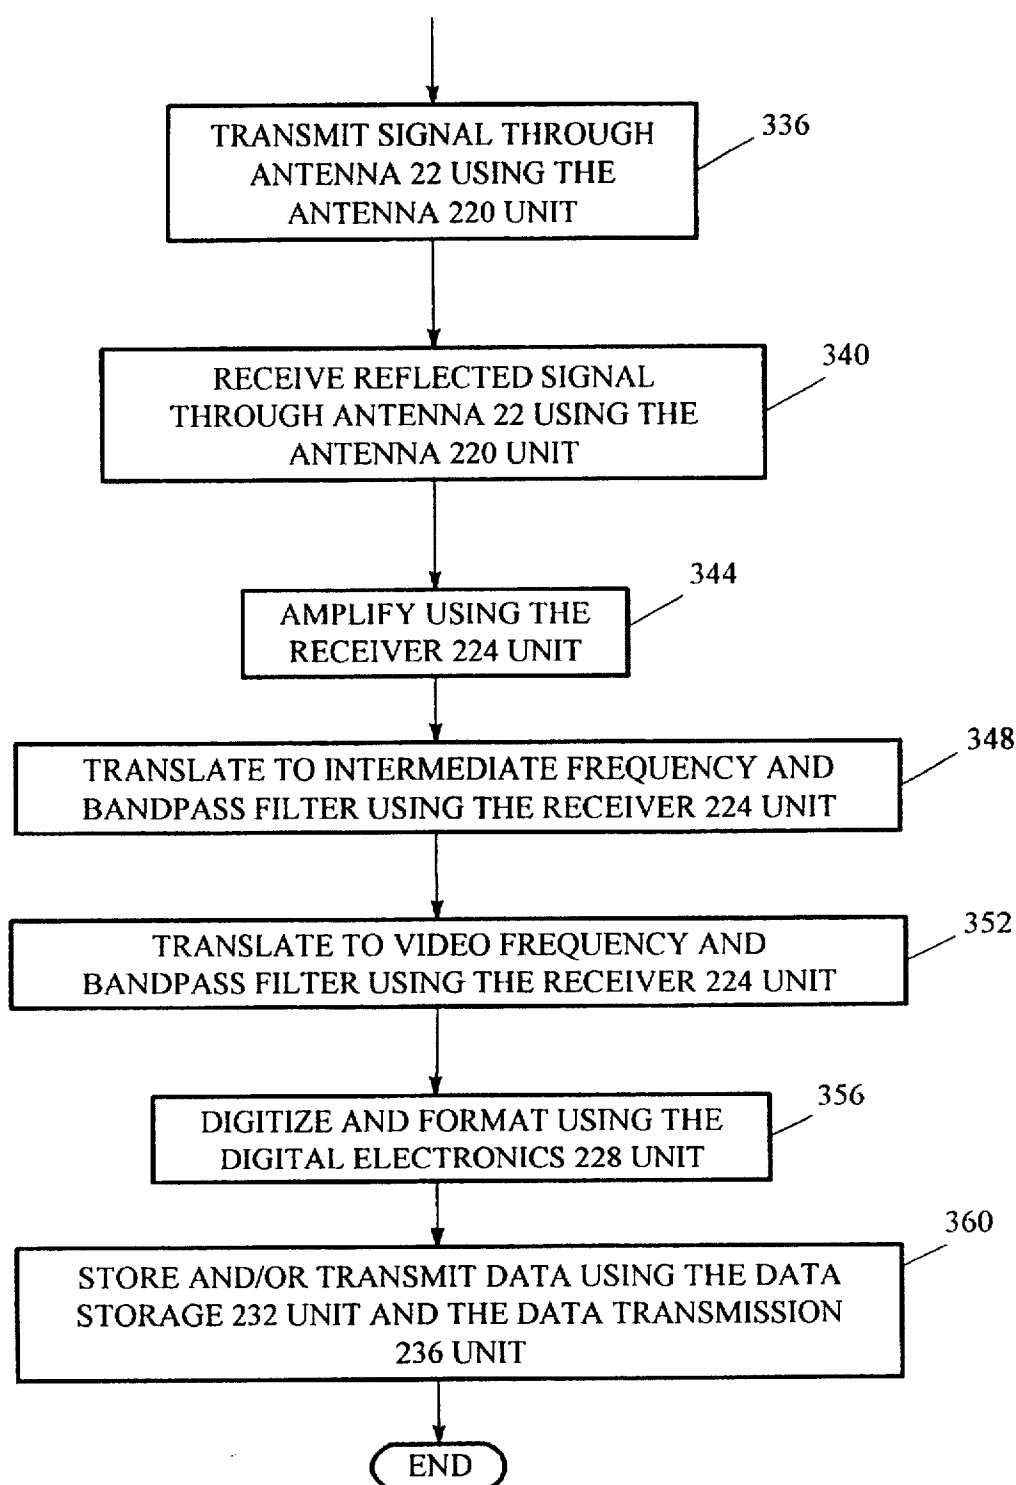 TRANSMIT SIGNAL THROUGH
ANTENNA 22 USING THE
ANTENNA 220 UNIT
336
RECEIVE REFLECTED SIGNAL
THROUGH ANTENNA 22 USING THE
ANTENNA 220 UNIT
340
AMPLIFY USING THE
RECEIVER 224 UNIT
344
TRANSLATE TO INTERMEDIATE FREQUENCY AND
BANDPASS FILTER USING THE RECEIVER 224 UNIT
348
TRANSLATE TO VIDEO FREQUENCY AND
BANDPASS FILTER USING THE RECEIVER 224 UNIT
352
DIGITIZE AND FORMAT USING THE
DIGITAL ELECTRONICS 228 UNIT
356
STORE AND/OR TRANSMIT DATA USING THE DATA
STORAGE 232 UNIT AND THE DATA TRANSMISSION
236 UNIT
360
END